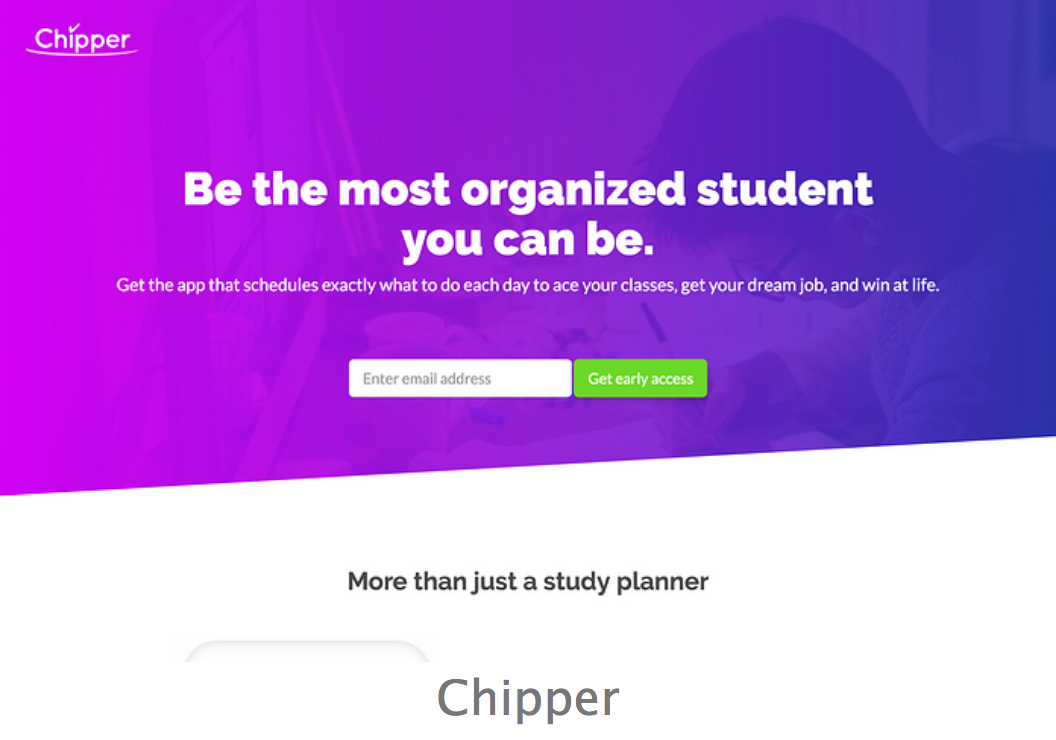 Chipper
Be the most organized student
you can be.
Get the app that schedules exactly what to do each day to ace your classes, get your dream job, and win at life.
Enter email address Get early access
More than just a study planner
Chipper